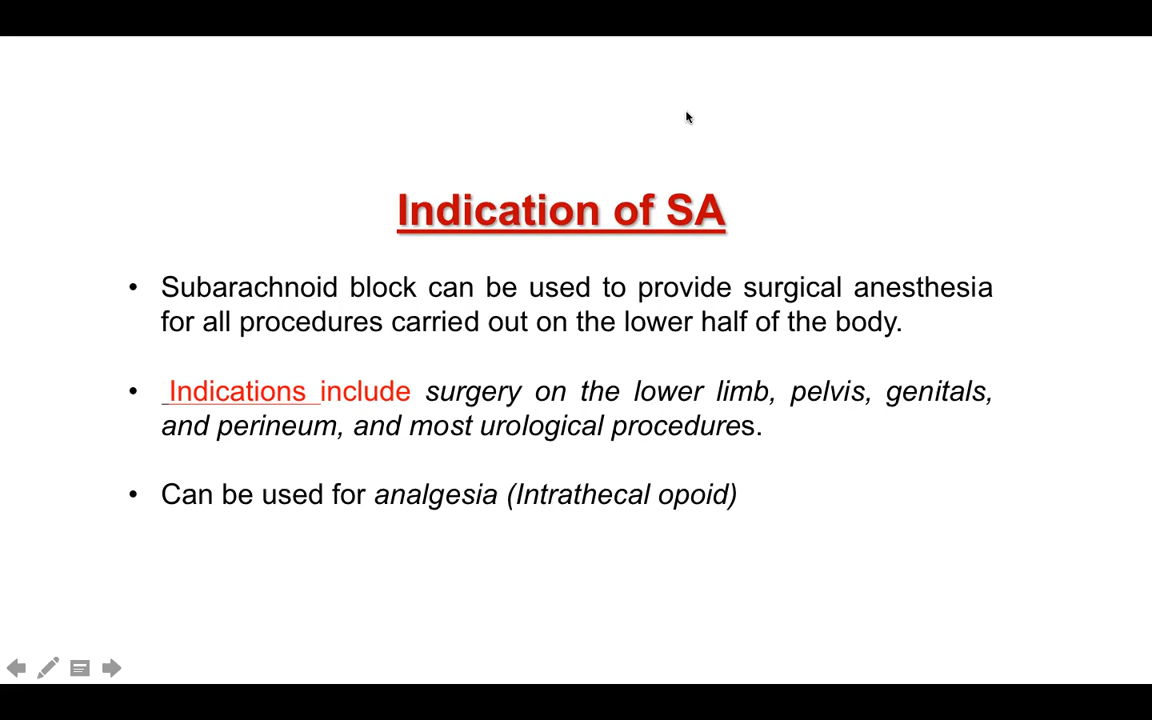 Indication of SA
• Subarachnoid block can be used to provide surgical anesthesia
for all procedures carried out on the lower half of the body.
• Indications include surgery on the lower limb, pelvis, genitals,
and perineum, and most urological procedures.
• Can be used for analgesia (Intrathecal opoid)